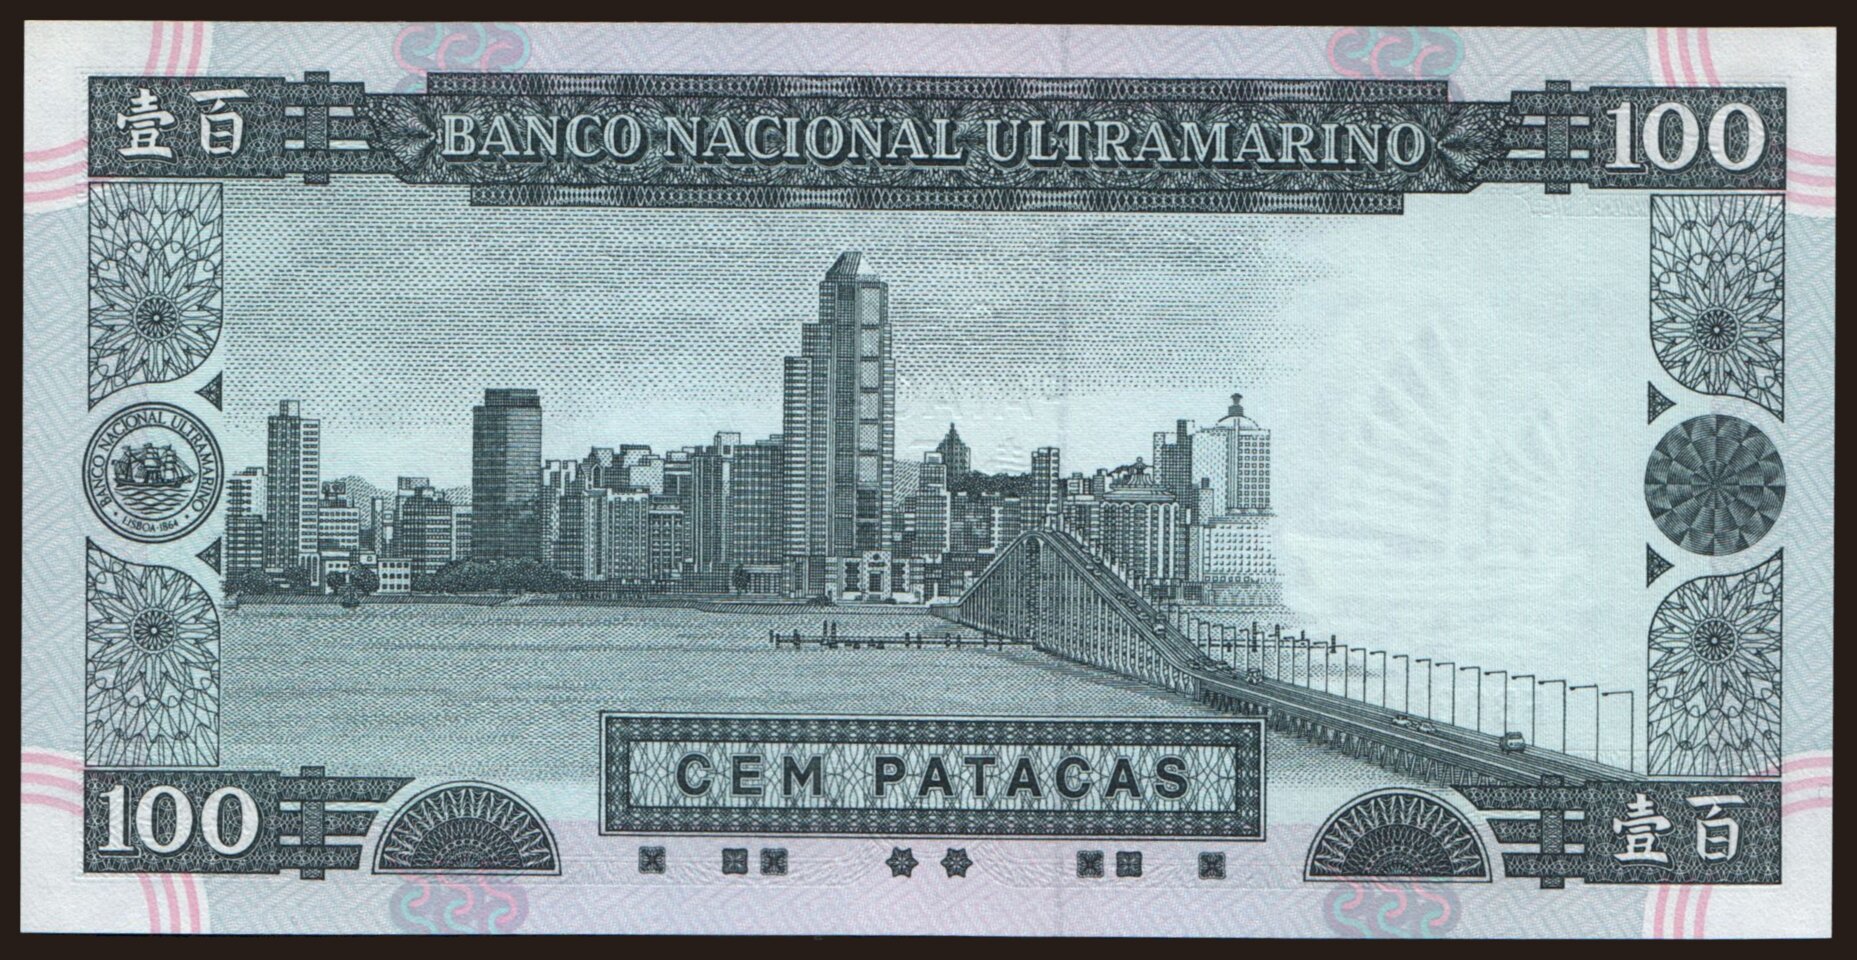 壹百
BANCO NACIONAL ULTRAMARINO
100
BANCO NACIONAL ULTRAMARINO
• LISBOA-1864 •
CEM PATACAS
100
壹百